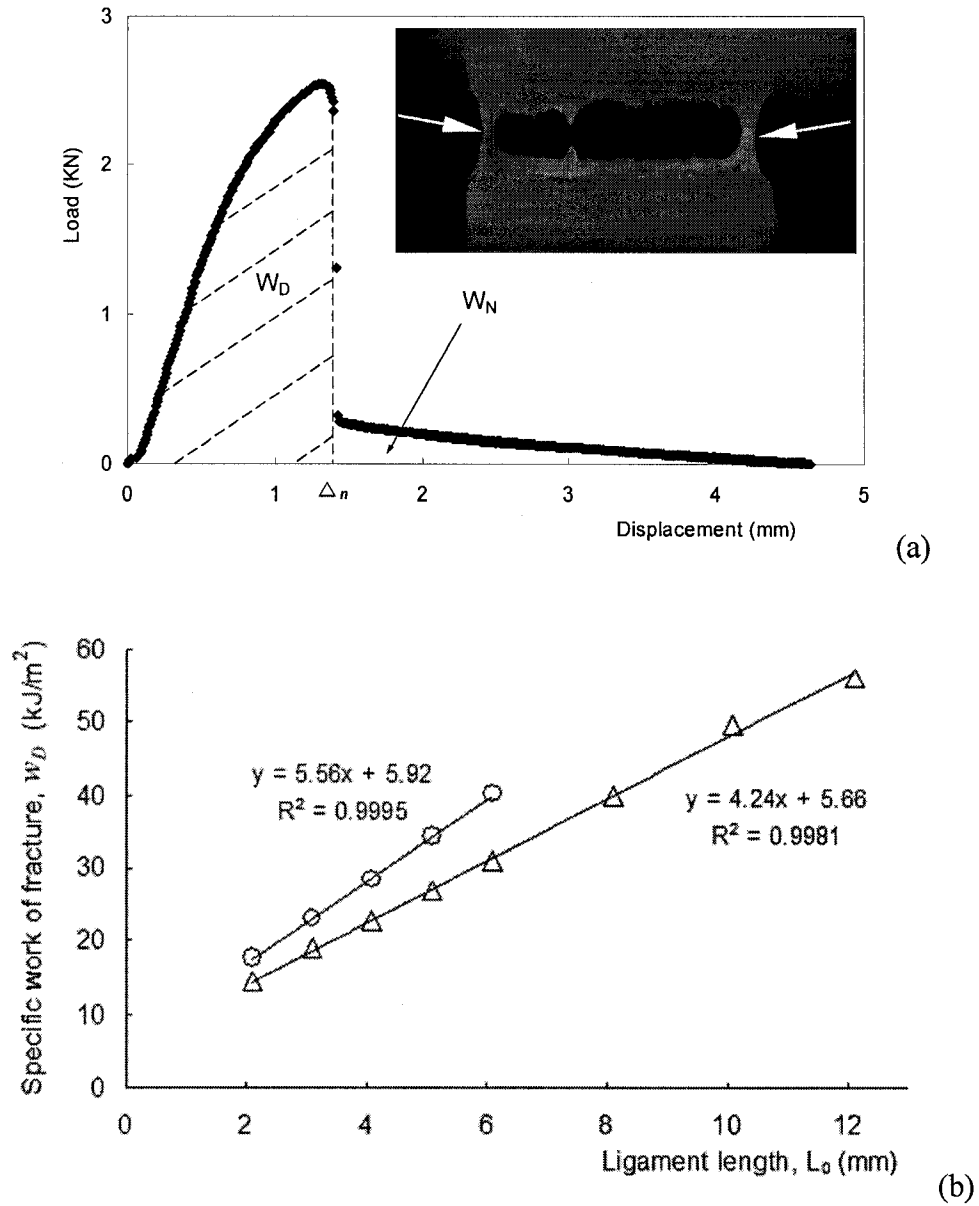 3
2
1
0
Load (KN)
W_D
W_N
0 1 △n 2 3 4 5
Displacement (mm)
(a)
60
50
40
30
20
10
0
Specific work of fracture, w_D (kJ/m²)
y = 5.56x + 5.92
R² = 0.9995
y = 4.24x + 5.66
R² = 0.9981
0 2 4 6 8 10 12
Ligament length, L₀ (mm)
(b)